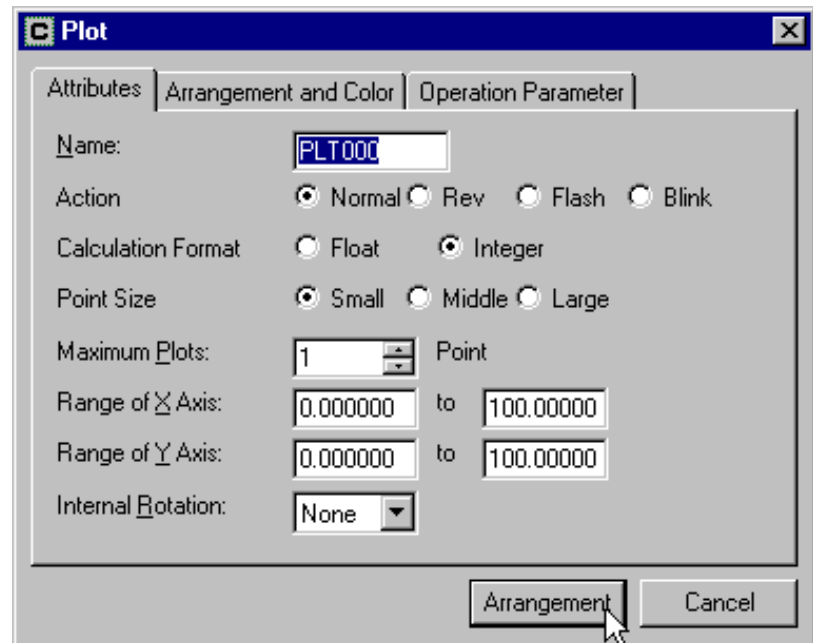 C Plot
Attributes Arrangement and Color Operation Parameter
Name: PLT000
Action Normal Rev Flash Blink
Calculation Format Float Integer
Point Size Small Middle Large
Maximum Plots: 1 Point
Range of X Axis: 0.000000 to 100.00000
Range of Y Axis: 0.000000 to 100.00000
Internal Rotation: None
Arrangement Cancel